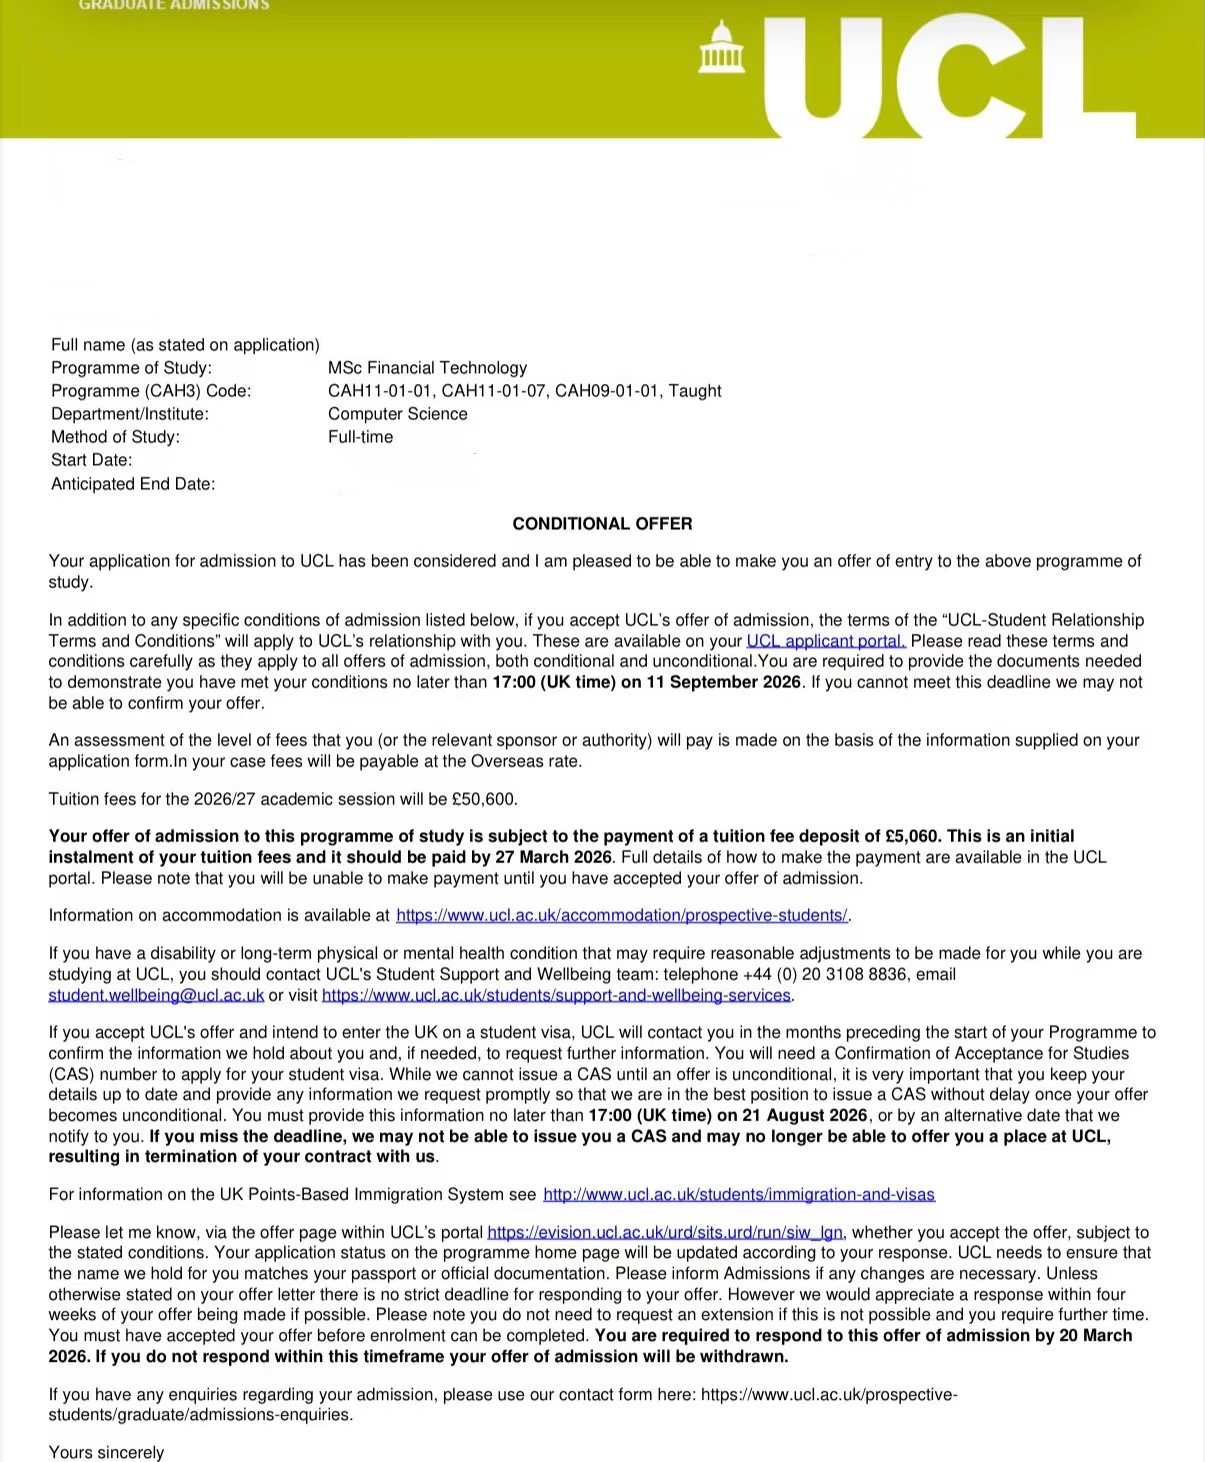 GRADUATE ADMISSIONS
UCL
Full name (as stated on application)
Programme of Study: MSc Financial Technology
Programme (CAH3) Code: CAH11-01-01, CAH11-01-07, CAH09-01-01, Taught
Department/Institute: Computer Science
Method of Study: Full-time
Start Date:
Anticipated End Date:
CONDITIONAL OFFER
Your application for admission to UCL has been considered and I am pleased to be able to make you an offer of entry to the above programme of
study.
In addition to any specific conditions of admission listed below, if you accept UCL's offer of admission, the terms of the “UCL-Student Relationship
Terms and Conditions” will apply to UCL's relationship with you. These are available on your UCL applicant portal. Please read these terms and
conditions carefully as they apply to all offers of admission, both conditional and unconditional.You are required to provide the documents needed
to demonstrate you have met your conditions no later than 17:00 (UK time) on 11 September 2026. If you cannot meet this deadline we may not
be able to confirm your offer.
An assessment of the level of fees that you (or the relevant sponsor or authority) will pay is made on the basis of the information supplied on your
application form.In your case fees will be payable at the Overseas rate.
Tuition fees for the 2026/27 academic session will be £50,600.
Your offer of admission to this programme of study is subject to the payment of a tuition fee deposit of £5,060. This is an initial
instalment of your tuition fees and it should be paid by 27 March 2026. Full details of how to make the payment are available in the UCL
portal. Please note that you will be unable to make payment until you have accepted your offer of admission.
Information on accommodation is available at https://www.ucl.ac.uk/accommodation/prospective-students/.
If you have a disability or long-term physical or mental health condition that may require reasonable adjustments to be made for you while you are
studying at UCL, you should contact UCL's Student Support and Wellbeing team: telephone +44 (0) 20 3108 8836, email
student.wellbeing@ucl.ac.uk or visit https://www.ucl.ac.uk/students/support-and-wellbeing-services.
If you accept UCL's offer and intend to enter the UK on a student visa, UCL will contact you in the months preceding the start of your Programme to
confirm the information we hold about you and, if needed, to request further information. You will need a Confirmation of Acceptance for Studies
(CAS) number to apply for your student visa. While we cannot issue a CAS until an offer is unconditional, it is very important that you keep your
details up to date and provide any information we request promptly so that we are in the best position to issue a CAS without delay once your offer
becomes unconditional. You must provide this information no later than 17:00 (UK time) on 21 August 2026, or by an alternative date that we
notify to you. If you miss the deadline, we may not be able to issue you a CAS and may no longer be able to offer you a place at UCL,
resulting in termination of your contract with us.
For information on the UK Points-Based Immigration System see http://www.ucl.ac.uk/students/immigration-and-visas
Please let me know, via the offer page within UCL's portal https://evision.ucl.ac.uk/urd/sits.urd/run/siw_lgn, whether you accept the offer, subject to
the stated conditions. Your application status on the programme home page will be updated according to your response. UCL needs to ensure that
the name we hold for you matches your passport or official documentation. Please inform Admissions if any changes are necessary. Unless
otherwise stated on your offer letter there is no strict deadline for responding to your offer. However we would appreciate a response within four
weeks of your offer being made if possible. Please note you do not need to request an extension if this is not possible and you require further time.
You must have accepted your offer before enrolment can be completed. You are required to respond to this offer of admission by 20 March
2026. If you do not respond within this timeframe your offer of admission will be withdrawn.
If you have any enquiries regarding your admission, please use our contact form here: https://www.ucl.ac.uk/prospective-
students/graduate/admissions-enquiries.
Yours sincerely